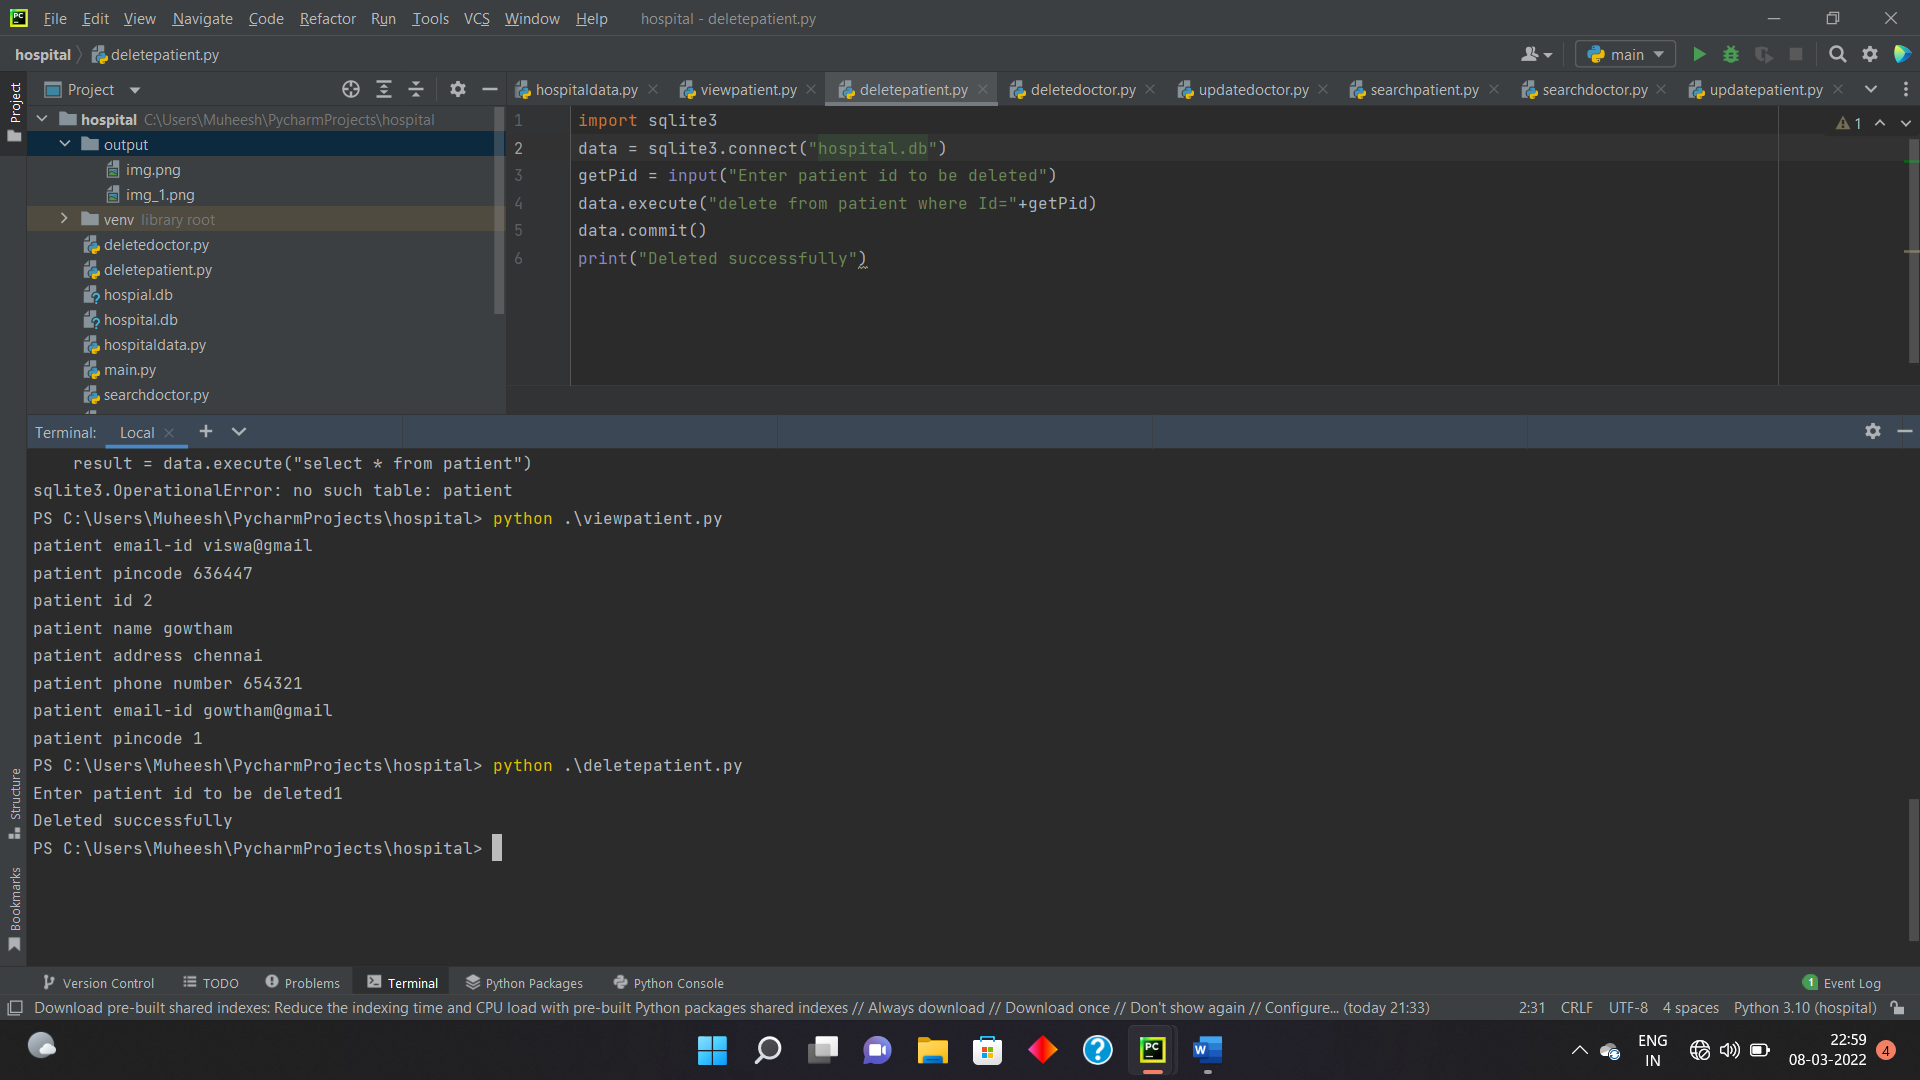 File Edit View Navigate Code Refactor Run Tools VCS Window Help hospital - deletepatient.py
hospital deletepatient.py main
Project
Project
hospitaldata.py viewpatient.py deletepatient.py deletedoctor.py updatedoctor.py searchpatient.py searchdoctor.py updatepatient.py
hospital C:\Users\Muheesh\PycharmProjects\hospital
output
img.png
img_1.png
venv library root
deletedoctor.py
deletepatient.py
hospial.db
hospital.db
hospitaldata.py
main.py
searchdoctor.py
1 import sqlite3
2 data = sqlite3.connect("hospital.db")
3 getPid = input("Enter patient id to be deleted")
4 data.execute("delete from patient where Id="+getPid)
5 data.commit()
6 print("Deleted successfully")
1
Terminal: Local
result = data.execute("select * from patient")
sqlite3.OperationalError: no such table: patient
PS C:\Users\Muheesh\PycharmProjects\hospital> python .\viewpatient.py
patient email-id viswa@gmail
patient pincode 636447
patient id 2
patient name gowtham
patient address chennai
patient phone number 654321
patient email-id gowtham@gmail
patient pincode 1
PS C:\Users\Muheesh\PycharmProjects\hospital> python .\deletepatient.py
Enter patient id to be deleted1
Deleted successfully
PS C:\Users\Muheesh\PycharmProjects\hospital>
Structure
Bookmarks
Version Control TODO Problems Terminal Python Packages Python Console 1 Event Log
Download pre-built shared indexes: Reduce the indexing time and CPU load with pre-built Python packages shared indexes // Always download // Download once // Don't show again // Configure... (today 21:33) 2:31 CRLF UTF-8 4 spaces Python 3.10 (hospital)
PC
W
ENG
IN
22:59
08-03-2022
4